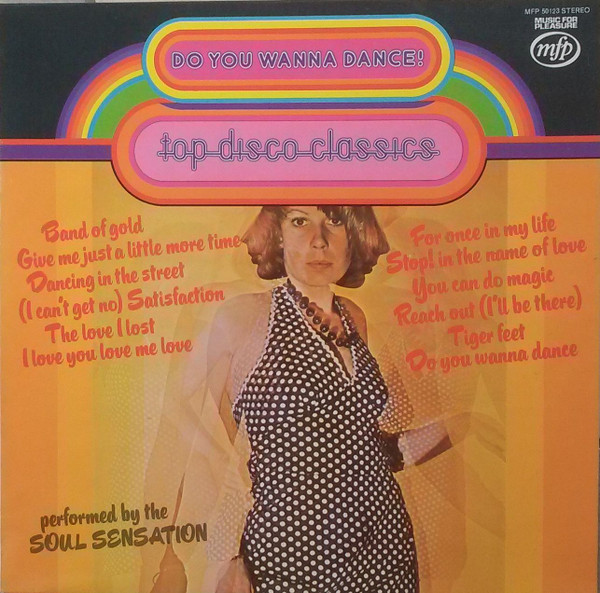 MFP 50123 STEREO
MUSIC FOR
PLEASURE
mfp
DO YOU WANNA DANCE!
top disco classics
Band of gold
Give me just a little more time
Dancing in the street
(I can't get no) Satisfaction
The love I lost
I love you love me love
For once in my life
Stop! in the name of love
You can do magic
Reach out (I'll be there)
Tiger feet
Do you wanna dance
performed by the
SOUL SENSATION